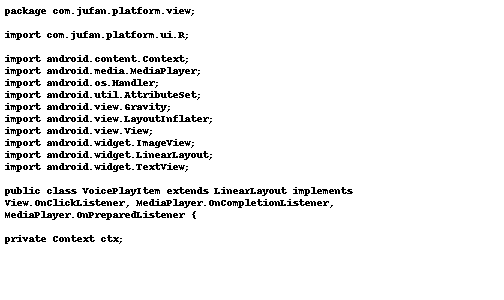 package com.jufan.platform.view;

import com.jufan.platform.ui.R;

import android.content.Context;
import android.media.MediaPlayer;
import android.os.Handler;
import android.util.AttributeSet;
import android.view.Gravity;
import android.view.LayoutInflater;
import android.view.View;
import android.widget.ImageView;
import android.widget.LinearLayout;
import android.widget.TextView;

public class VoicePlayItem extends LinearLayout implements
View.OnClickListener, MediaPlayer.OnCompletionListener,
MediaPlayer.OnPreparedListener {

private Context ctx;